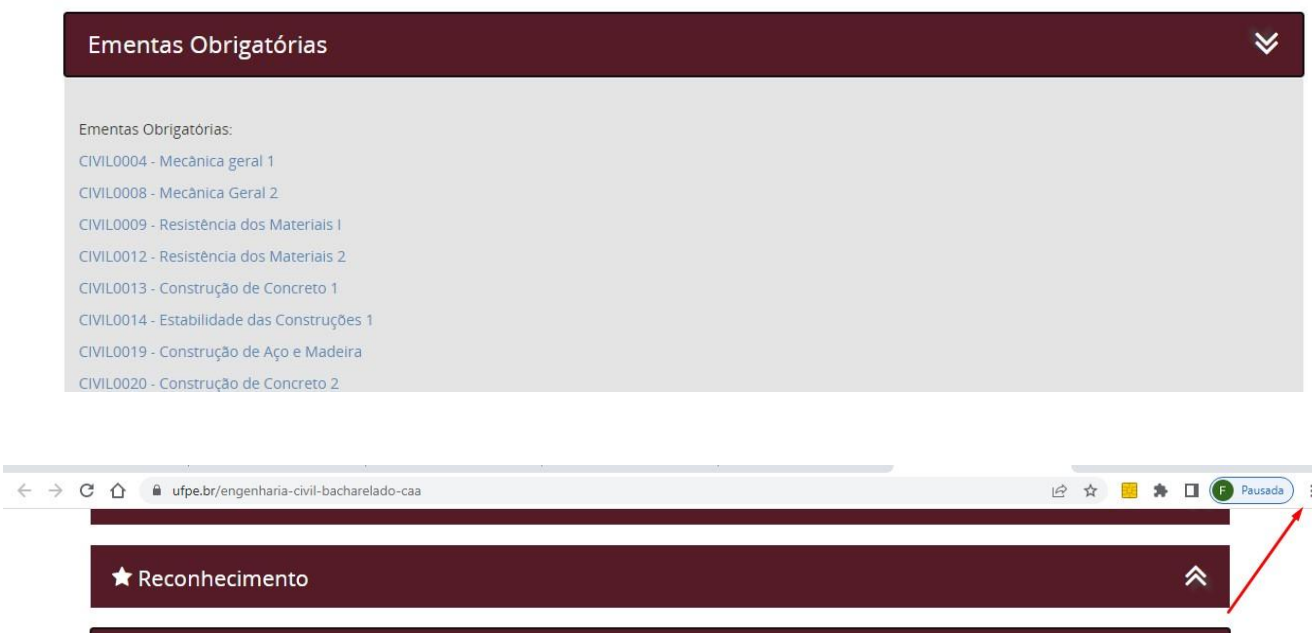 Ementas Obrigatórias
Ementas Obrigatórias:
CIVIL0004 - Mecânica geral 1
CIVIL0008 - Mecânica Geral 2
CIVIL0009 - Resistência dos Materiais I
CIVIL0012 - Resistência dos Materiais 2
CIVIL0013 - Construção de Concreto 1
CIVIL0014 - Estabilidade das Construções 1
CIVIL0019 - Construção de Aço e Madeira
CIVIL0020 - Construção de Concreto 2
ufpe.br/engenharia-civil-bacharelado-caa F Pausada
Reconhecimento